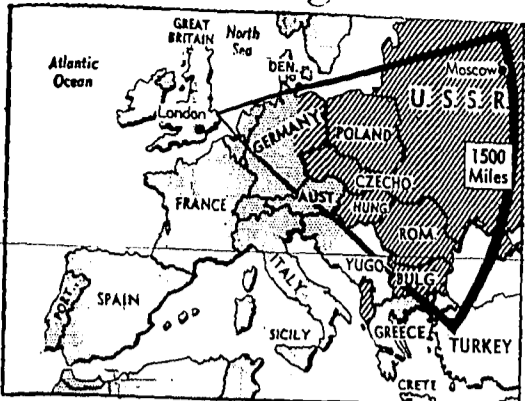 GREAT
BRITAIN
North
Sea
Atlantic
Ocean
DEN.
Moscow
U. S. S. R.
London
GERMANY
POLAND
1500
Miles
CZECHO
FRANCE
AUST.
HUNG
ROM.
YUGO
BULG
ITALY
PORT.
SPAIN
SICILY
GREECE
TURKEY
CRETE